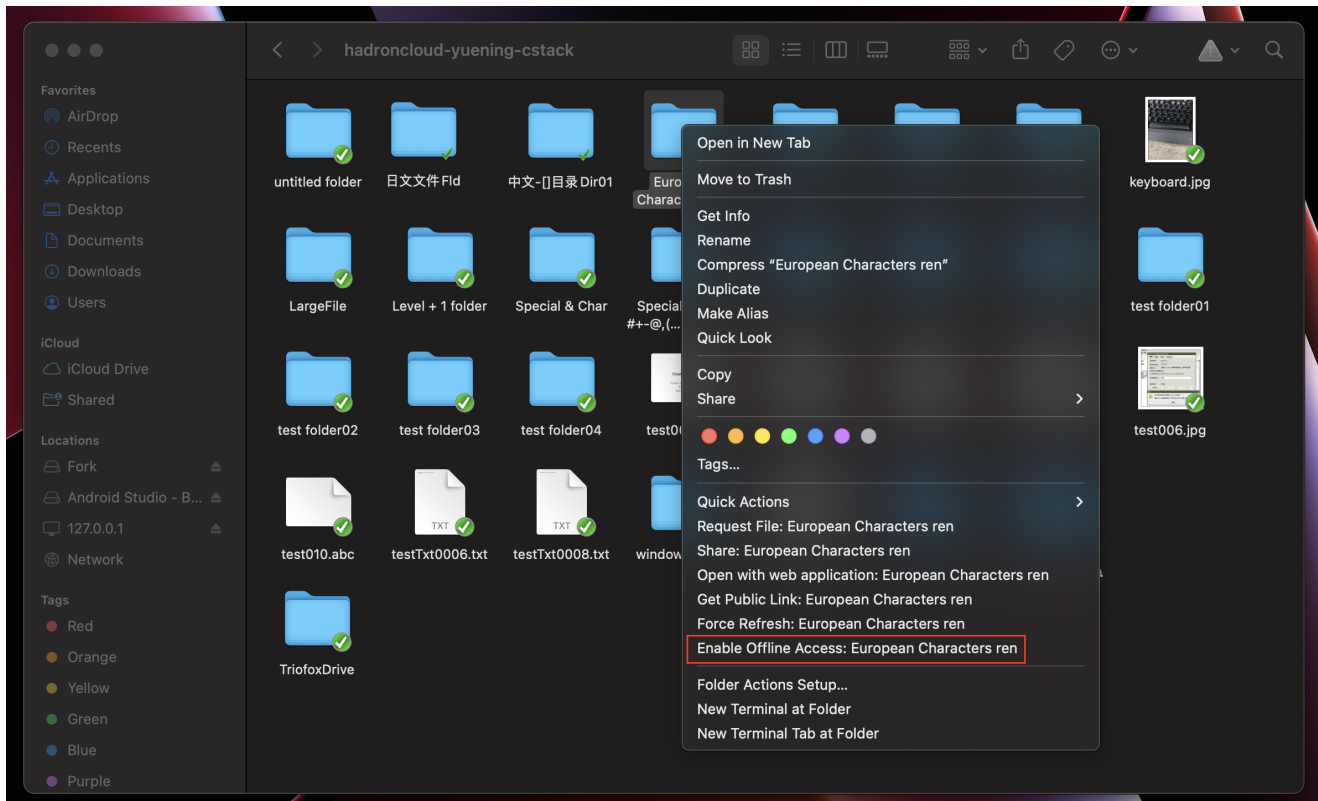 hadroncloud-yuening-cstack
Favorites
AirDrop
Recents
Applications
Desktop
Documents
Downloads
Users
iCloud
iCloud Drive
Shared
Locations
Fork
Android Studio - B...
127.0.0.1
Network
Tags
Red
Orange
Yellow
Green
Blue
Purple
untitled folder
日文文件Fld
中文-[]目录Dir01
Euro
Charac
keyboard.jpg
LargeFile
Level + 1 folder
Special & Char
Special
#+-@,(...
test folder01
test folder02
test folder03
test folder04
test0
test006.jpg
TXT
TXT
test010.abc
testTxt0006.txt
testTxt0008.txt
window
TriofoxDrive
Open in New Tab
Move to Trash
Get Info
Rename
Compress “European Characters ren”
Duplicate
Make Alias
Quick Look
Copy
Share
Tags...
Quick Actions
Request File: European Characters ren
Share: European Characters ren
Open with web application: European Characters ren
Get Public Link: European Characters ren
Force Refresh: European Characters ren
Enable Offline Access: European Characters ren
Folder Actions Setup...
New Terminal at Folder
New Terminal Tab at Folder